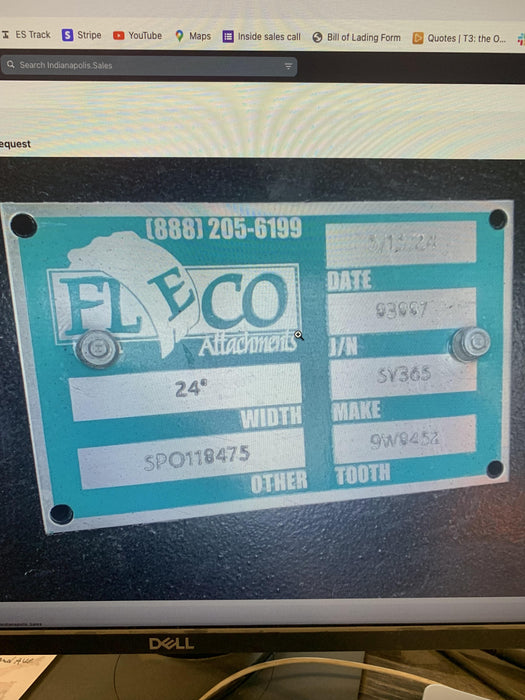 ES Track Stripe YouTube Maps Inside sales call Bill of Lading Form Quotes | T3: the O...
Search Indianapolis.Sales
equest
(888) 205-6199
FLECO
Attachments
DATE
J/N
24"
SY365
WIDTH
MAKE
SPO118475
9W8452
OTHER
TOOTH
DELL